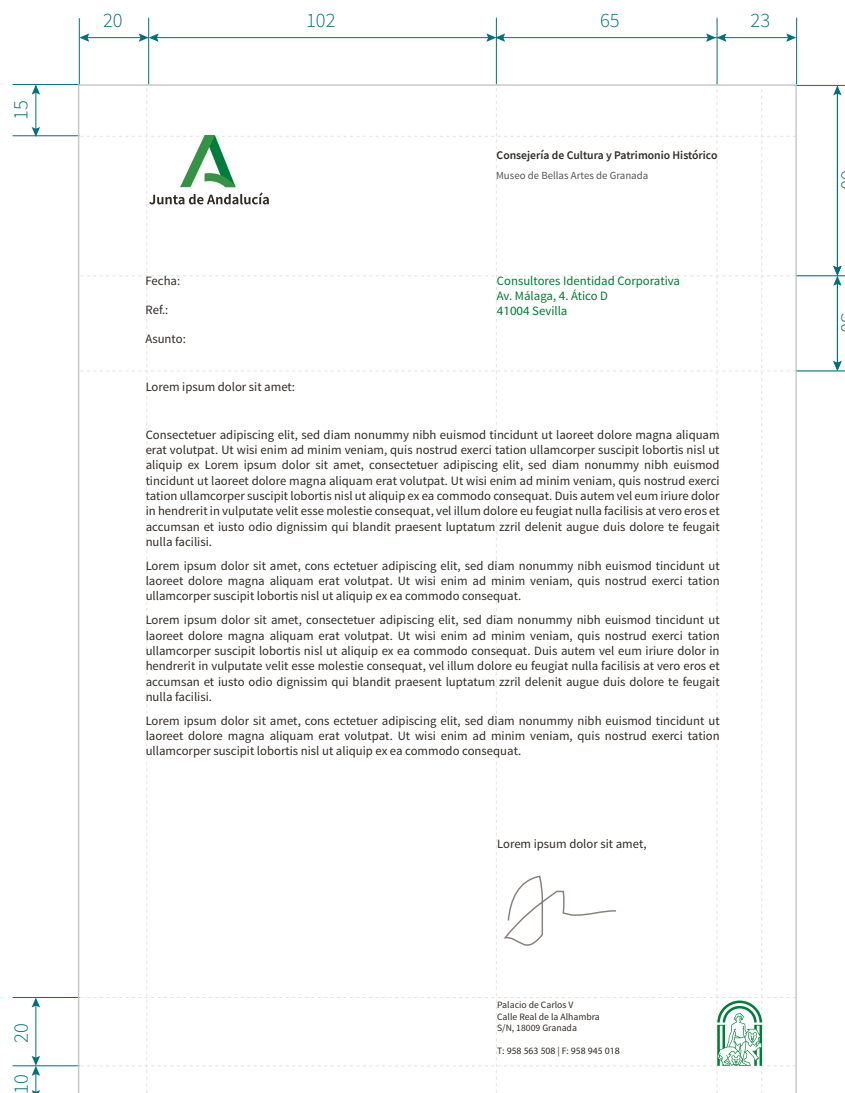 20 102 65 23
15
Junta de Andalucía
Consejería de Cultura y Patrimonio Histórico
Museo de Bellas Artes de Granada
Fecha:
Ref.:
Asunto:
Consultores Identidad Corporativa
Av. Málaga, 4. Ático D
41004 Sevilla
Lorem ipsum dolor sit amet:
Consectetuer adipiscing elit, sed diam nonummy nibh euismod tincidunt ut laoreet dolore magna aliquam
erat volutpat. Ut wisi enim ad minim veniam, quis nostrud exerci tation ullamcorper suscipit lobortis nisl ut
aliquip ex Lorem ipsum dolor sit amet, consectetuer adipiscing elit, sed diam nonummy nibh euismod
tincidunt ut laoreet dolore magna aliquam erat volutpat. Ut wisi enim ad minim veniam, quis nostrud exerci
tation ullamcorper suscipit lobortis nisl ut aliquip ex ea commodo consequat. Duis autem vel eum iriure dolor
in hendrerit in vulputate velit esse molestie consequat, vel illum dolore eu feugiat nulla facilisis at vero eros et
accumsan et iusto odio dignissim qui blandit praesent luptatum zzril delenit augue duis dolore te feugait
nulla facilisi.
Lorem ipsum dolor sit amet, cons ectetuer adipiscing elit, sed diam nonummy nibh euismod tincidunt ut
laoreet dolore magna aliquam erat volutpat. Ut wisi enim ad minim veniam, quis nostrud exerci tation
ullamcorper suscipit lobortis nisl ut aliquip ex ea commodo consequat.
Lorem ipsum dolor sit amet, consectetuer adipiscing elit, sed diam nonummy nibh euismod tincidunt ut
laoreet dolore magna aliquam erat volutpat. Ut wisi enim ad minim veniam, quis nostrud exerci tation
ullamcorper suscipit lobortis nisl ut aliquip ex ea commodo consequat. Duis autem vel eum iriure dolor in
hendrerit in vulputate velit esse molestie consequat, vel illum dolore eu feugiat nulla facilisis at vero eros et
accumsan et iusto odio dignissim qui blandit praesent luptatum zzril delenit augue duis dolore te feugait
nulla facilisi.
Lorem ipsum dolor sit amet, cons ectetuer adipiscing elit, sed diam nonummy nibh euismod tincidunt ut
laoreet dolore magna aliquam erat volutpat. Ut wisi enim ad minim veniam, quis nostrud exerci tation
ullamcorper suscipit lobortis nisl ut aliquip ex ea commodo consequat.
Lorem ipsum dolor sit amet,
20
Palacio de Carlos V
Calle Real de la Alhambra
S/N, 18009 Granada
T: 958 563 508 | F: 958 945 018
10